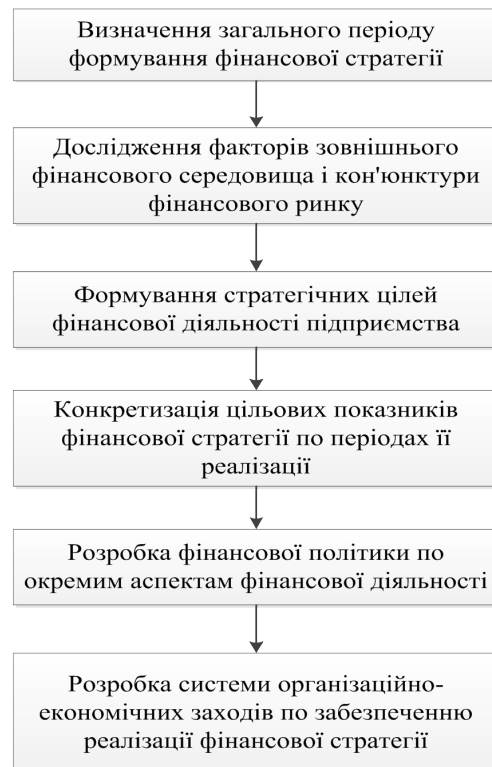 Визначення загального періоду
формування фінансової стратегії
Дослідження факторів зовнішнього
фінансового середовища і кон'юнктури
фінансового ринку
Формування стратегічних цілей
фінансової діяльності підприємства
Конкретизація цільових показників
фінансової стратегії по періодах її
реалізації
Розробка фінансової політики по
окремим аспектам фінансової діяльності
Розробка системи організаційно-
економічних заходів по забезпеченню
реалізації фінансової стратегії